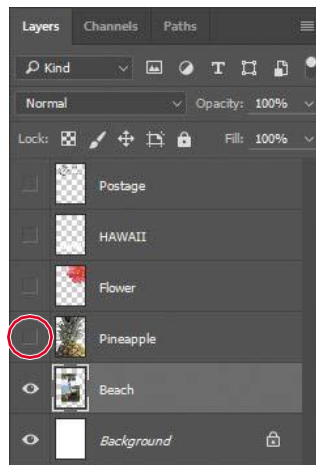 Layers Channels Paths
Kind
Normal Opacity: 100%
Lock: Fill: 100%
Postage
HAWAII
Flower
Pineapple
Beach
Background